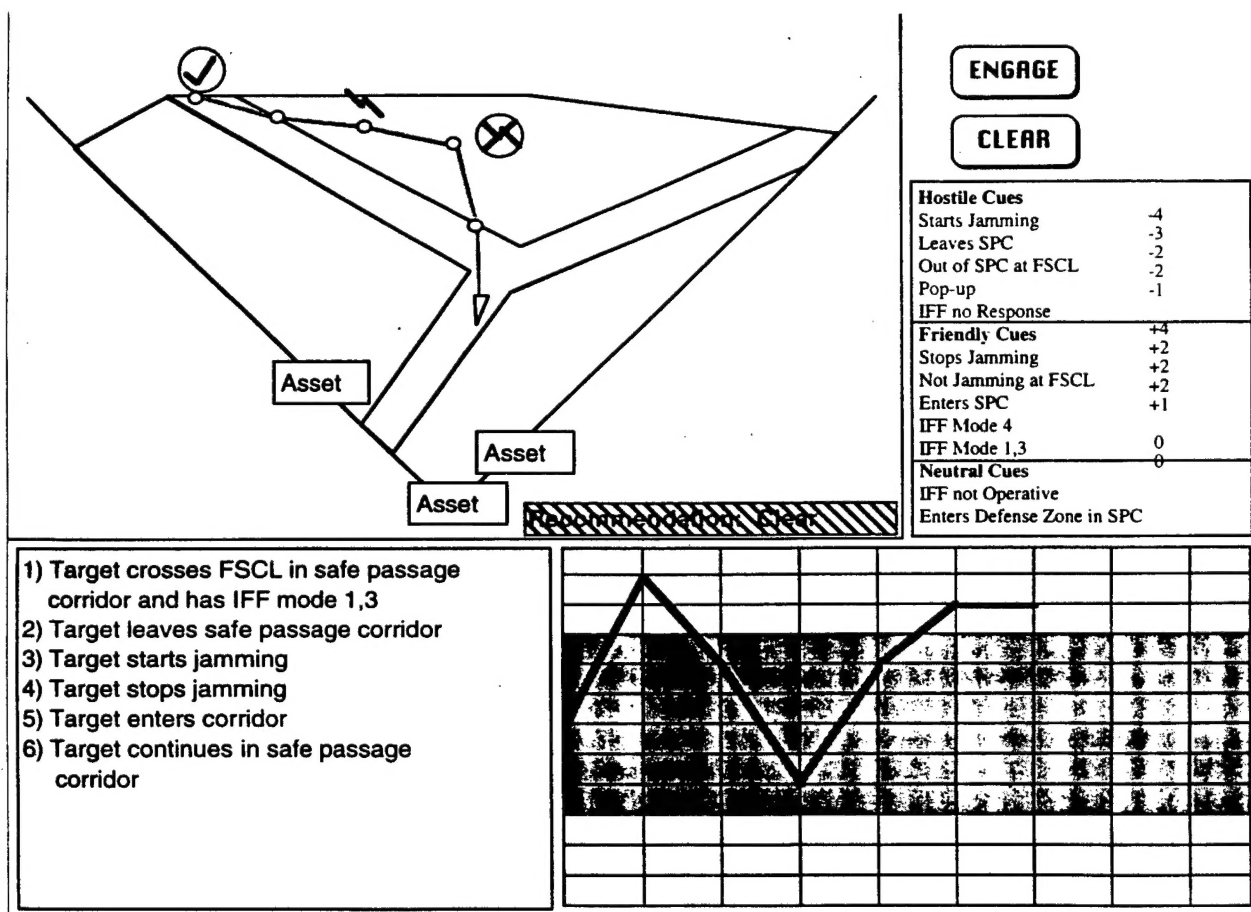 ENGAGE
CLEAR
Hostile Cues
Starts Jamming -4
Leaves SPC -3
Out of SPC at FSCL -2
Pop-up -2
IFF no Response -1
Friendly Cues
Stops Jamming +4
Not Jamming at FSCL +2
Enters SPC +2
IFF Mode 4 +2
IFF Mode 1,3 +1
Neutral Cues
IFF not Operative 0
Enters Defense Zone in SPC 0
Asset
Asset
Asset
Recommendation: Clear
1) Target crosses FSCL in safe passage
corridor and has IFF mode 1,3
2) Target leaves safe passage corridor
3) Target starts jamming
4) Target stops jamming
5) Target enters corridor
6) Target continues in safe passage
corridor